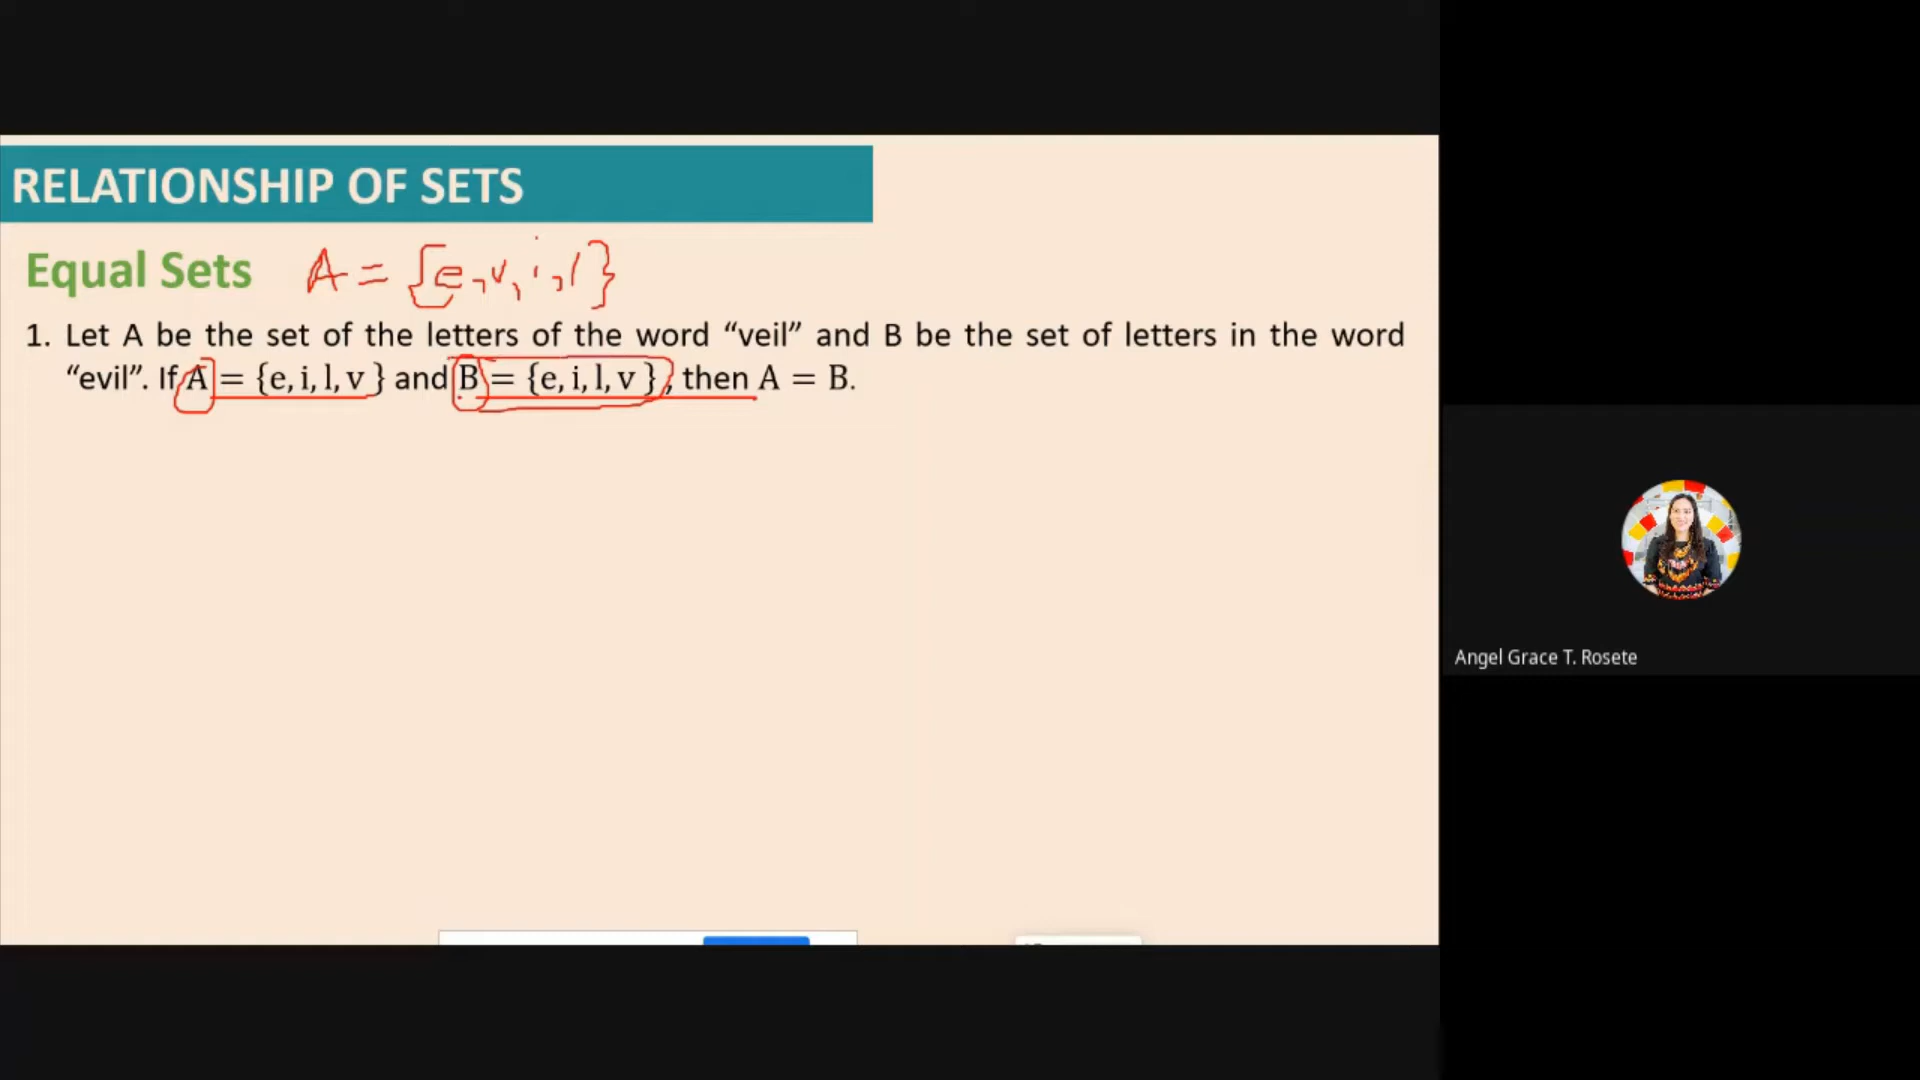 RELATIONSHIP OF SETS
Equal Sets A = {e, v, i, l}
1. Let A be the set of the letters of the word “veil” and B be the set of letters in the word
“evil”. If A = {e, i, l, v } and B = {e, i, l, v }, then A = B.
Angel Grace T. Rosete